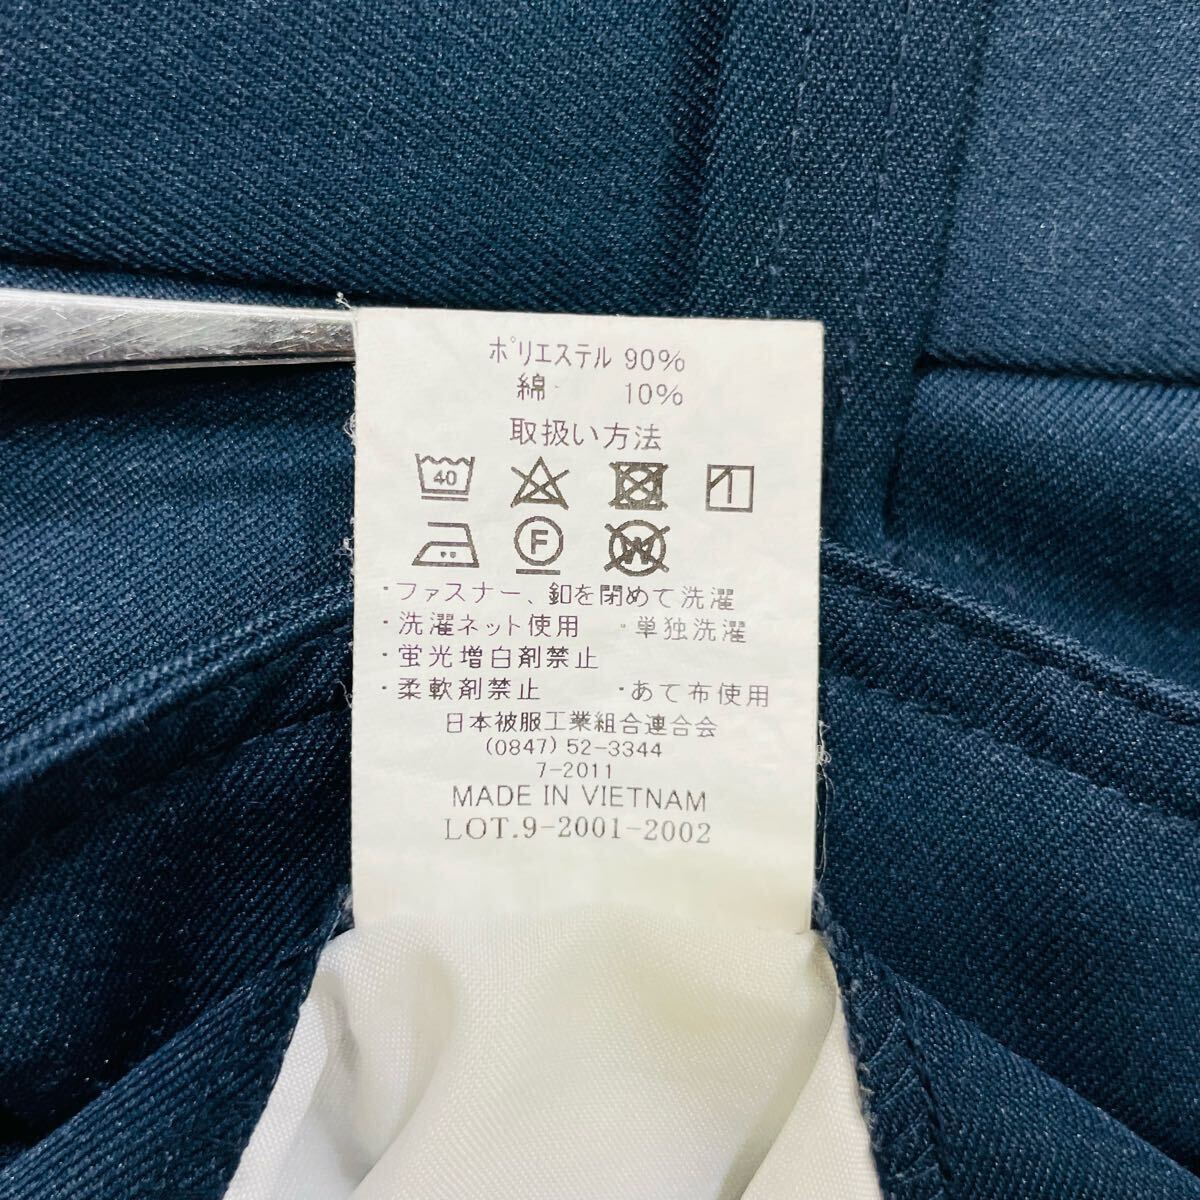 ポリエステル 90%
綿 10%
取扱い方法
40
F W
・ファスナー、釦を閉めて洗濯
・洗濯ネット使用 ・単独洗濯
・蛍光増白剤禁止
・柔軟剤禁止 ・あて布使用
日本被服工業組合連合会
(0847) 52-3344
7-2011
MADE IN VIETNAM
LOT.9-2001-2002